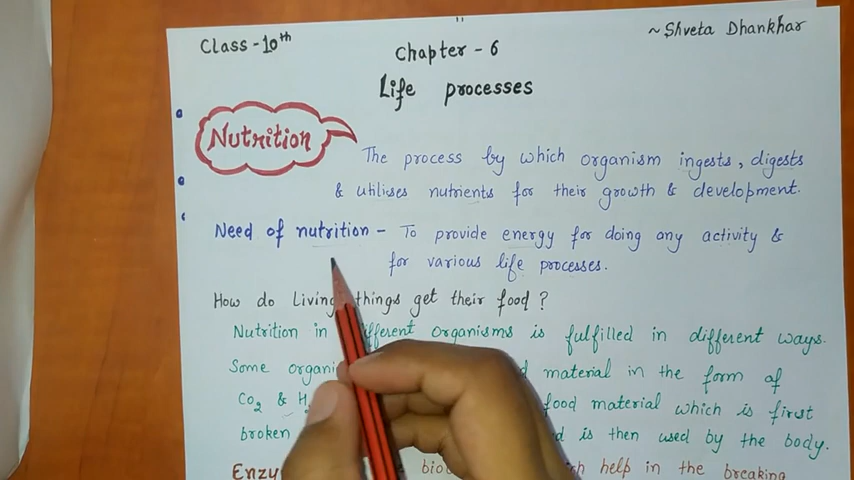 Class-10th
~Shveta Dhankhar
Chapter-6
Life processes
Nutrition
The process by which organism ingests, digests
& utilises nutrients for their growth & development.
Need of nutrition - To provide energy for doing any activity &
for various life processes.
How do Living things get their food?
Nutrition in different organisms is fulfilled in different ways.
Some material in the form of
Co2 & food material which is first
broken is then used by the body.
which help in the breaking